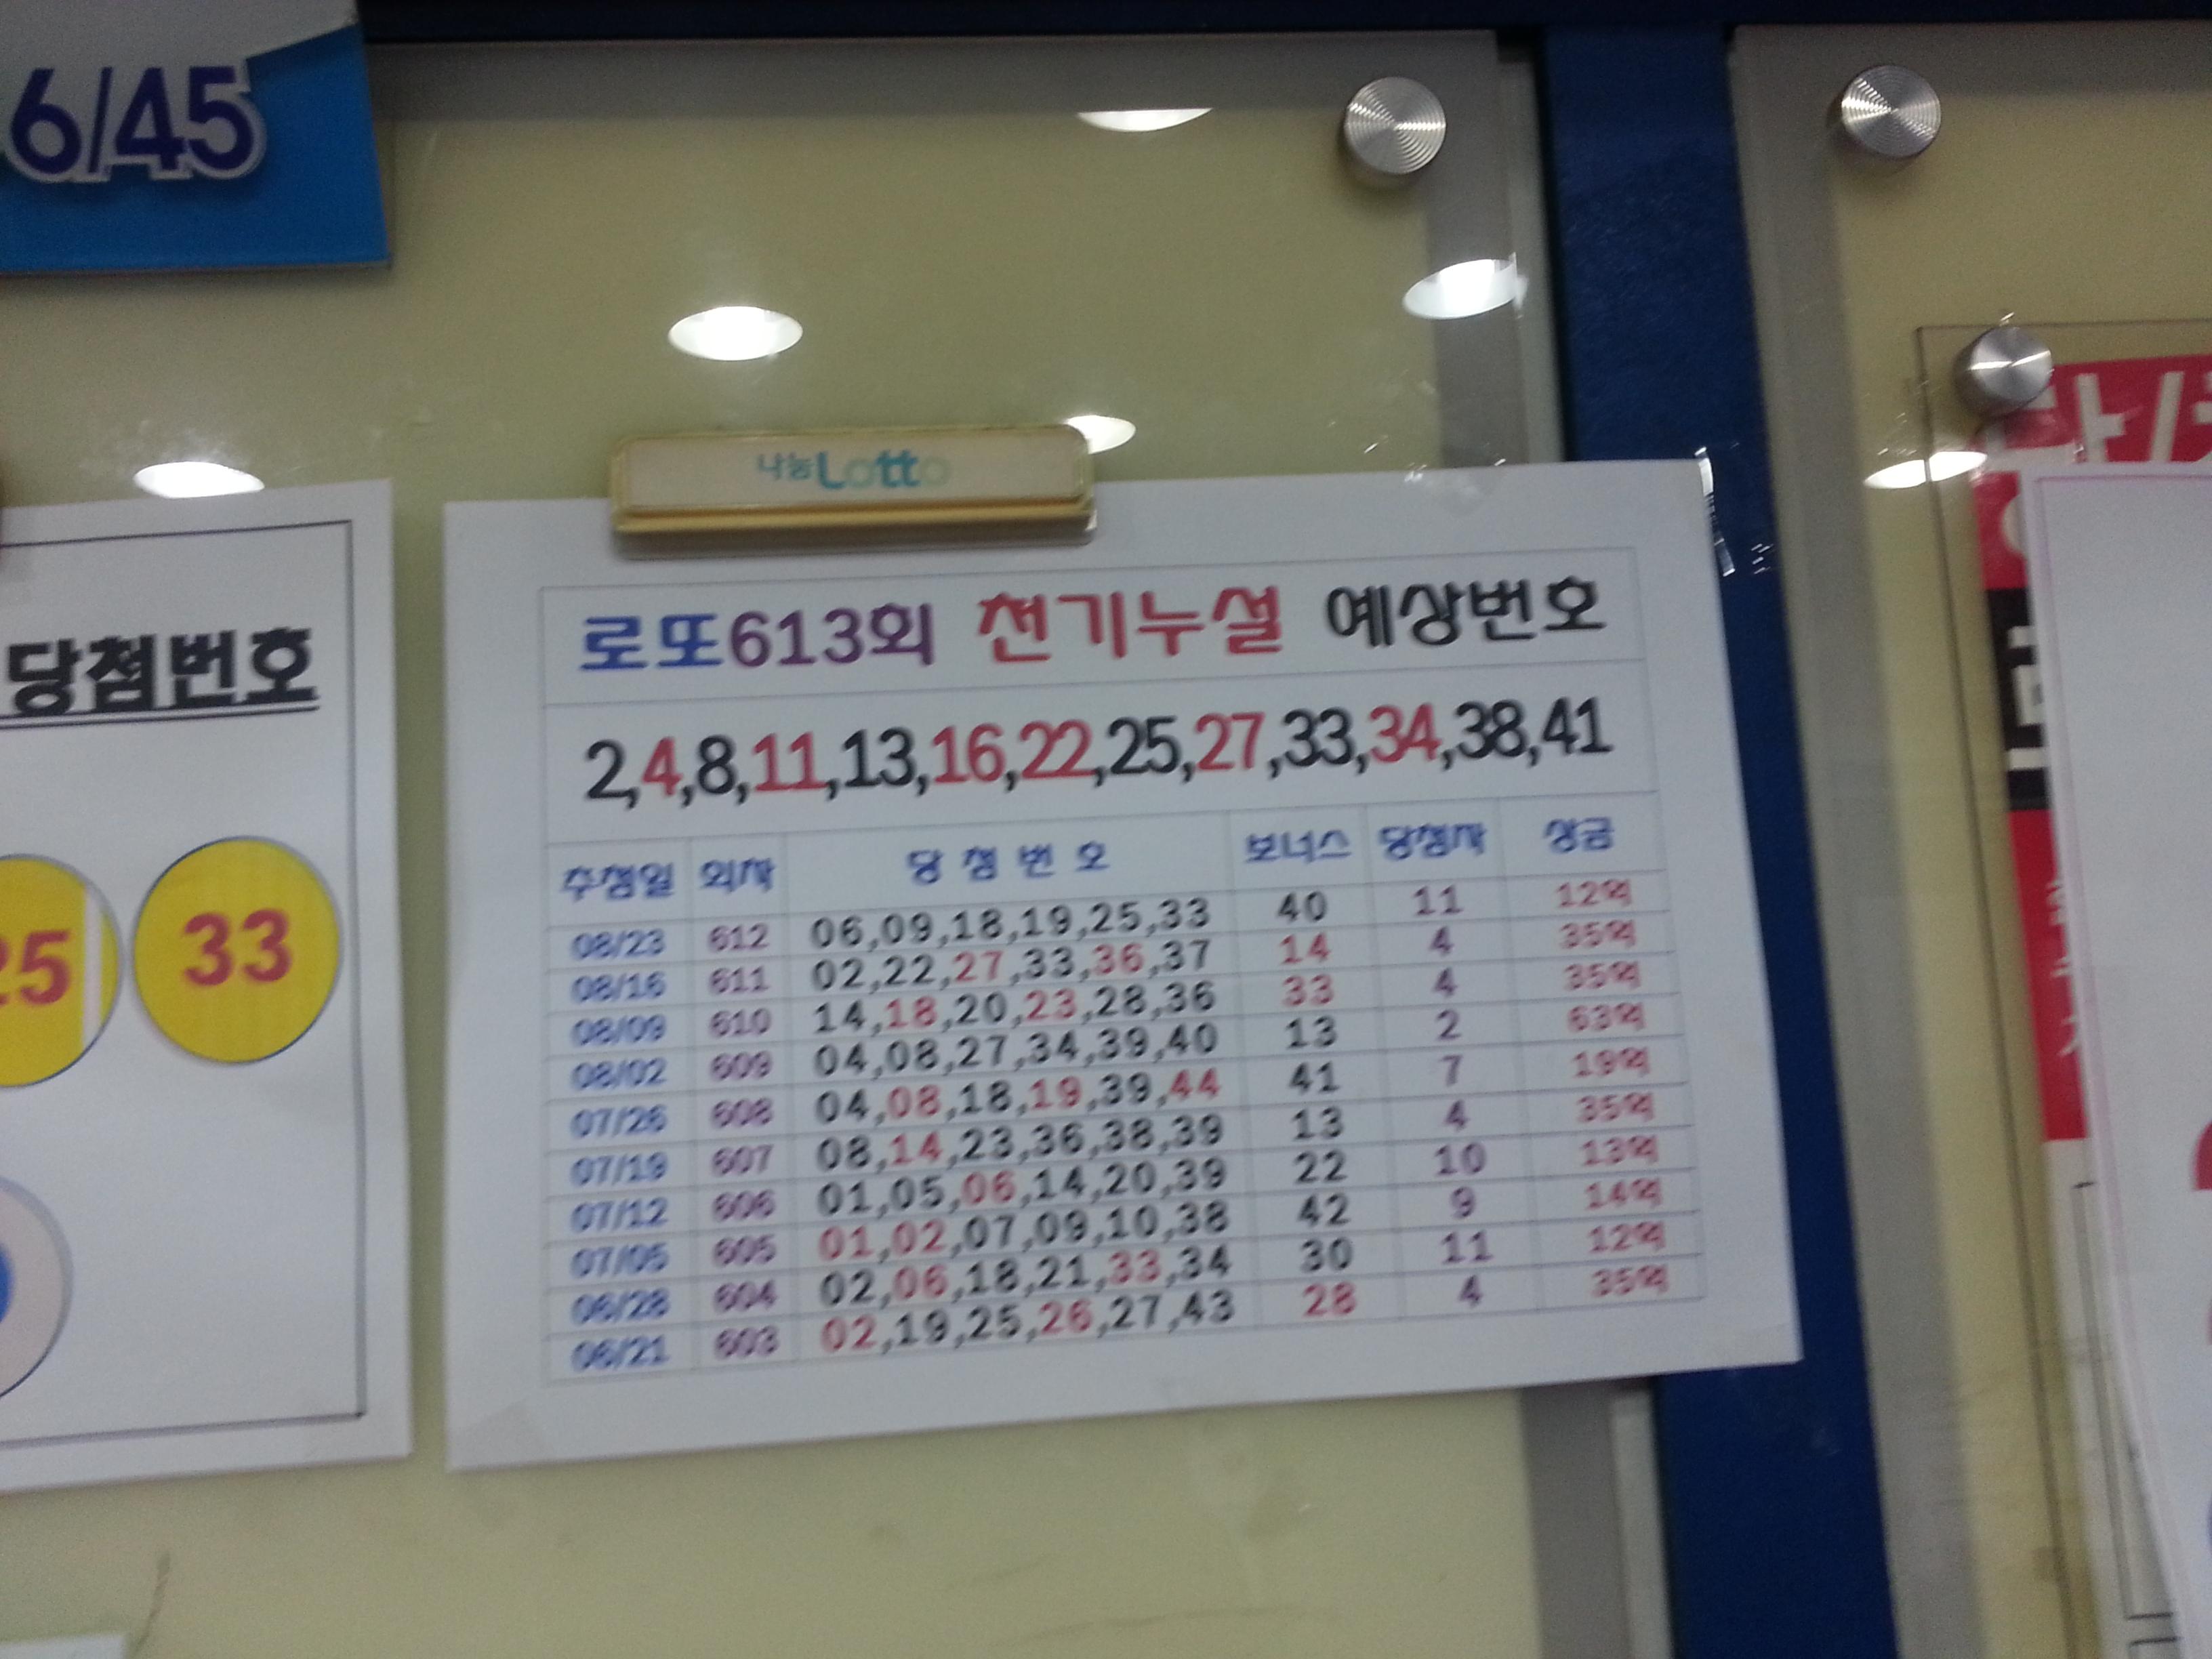 6/45
나눔Lotto
당첨번호
25 33
로또613회 천기누설 예상번호
2,4,8,11,13,16,22,25,27,33,34,38,41
추첨일 회차 당 첨 번 호 보너스 당첨자 상금
08/23 612 06,09,18,19,25,33 40 11 12억
08/16 611 02,22,27,33,36,37 14 4 35억
08/09 610 14,18,20,23,28,36 33 4 35억
08/02 609 04,08,27,34,39,40 13 2 63억
07/26 608 04,08,18,19,39,44 41 7 19억
07/19 607 08,14,23,36,38,39 13 4 35억
07/12 606 01,05,06,14,20,39 22 10 13억
07/05 605 01,02,07,09,10,38 42 9 14억
06/28 604 02,06,18,21,33,34 30 11 12억
06/21 603 02,19,25,26,27,43 28 4 35억